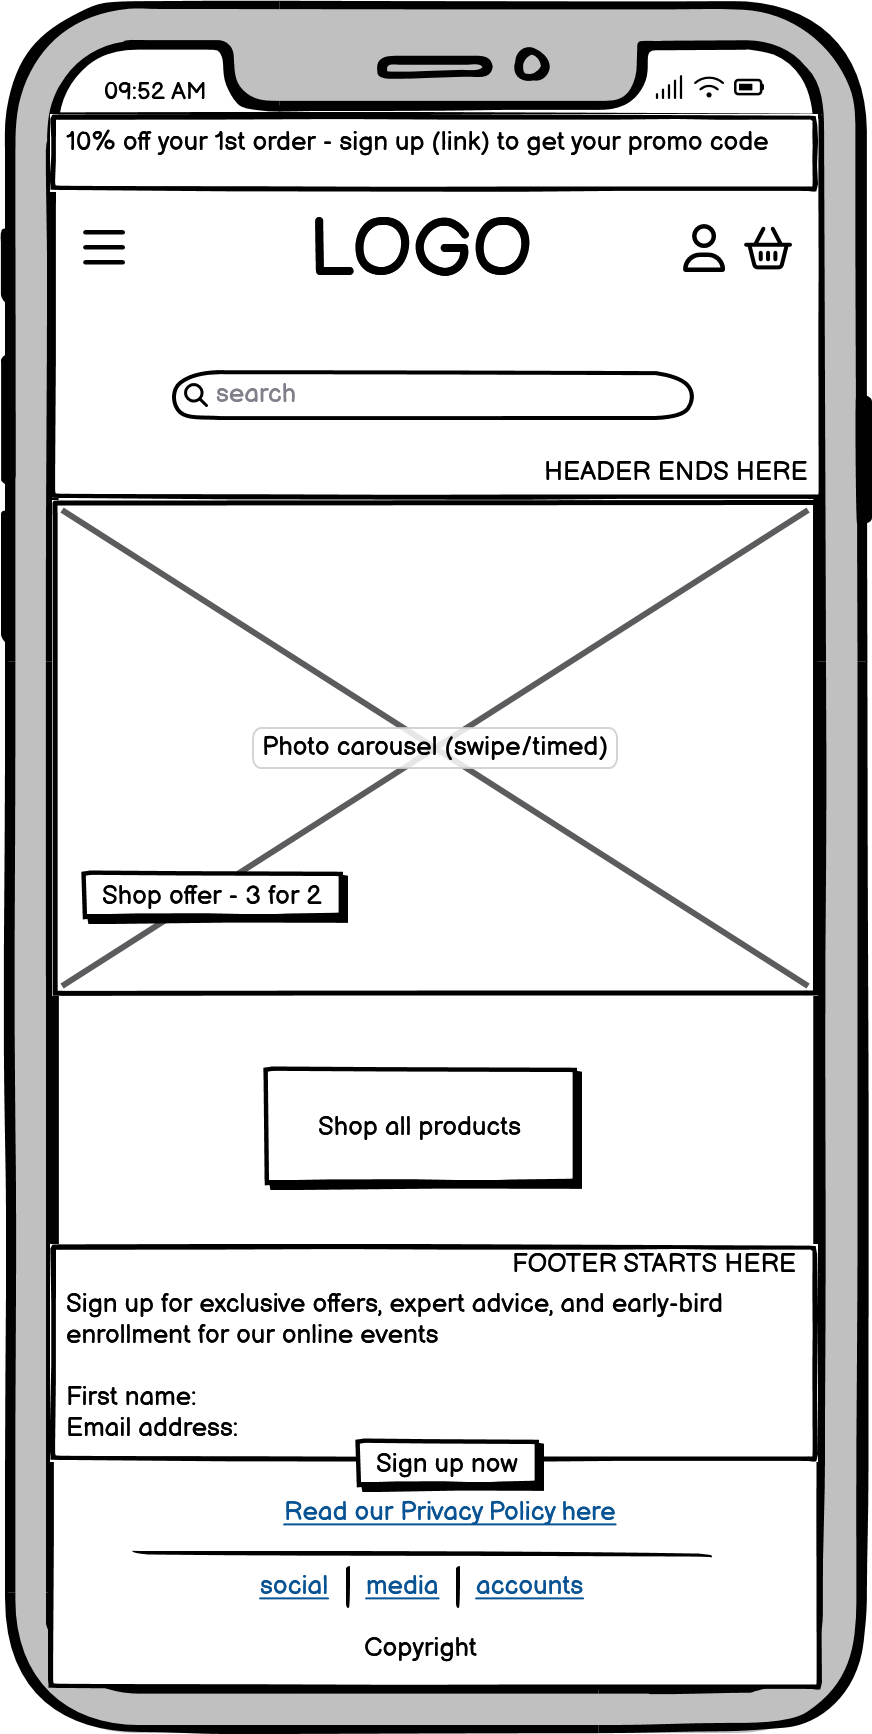 09:52 AM
10% off your 1st order - sign up (link) to get your promo code
LOGO
search
HEADER ENDS HERE
Photo carousel (swipe/timed)
Shop offer - 3 for 2
Shop all products
FOOTER STARTS HERE
Sign up for exclusive offers, expert advice, and early-bird
enrollment for our online events
First name:
Email address:
Sign up now
Read our Privacy Policy here
social | media | accounts
Copyright